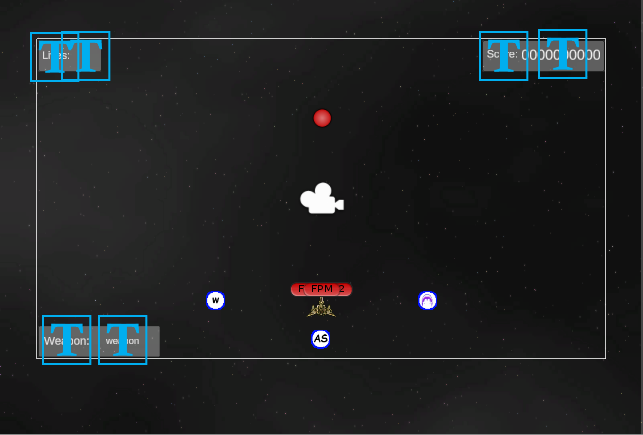 Lives: Score: 0000000000
W F FPM 2
AS
Weapon: weapon